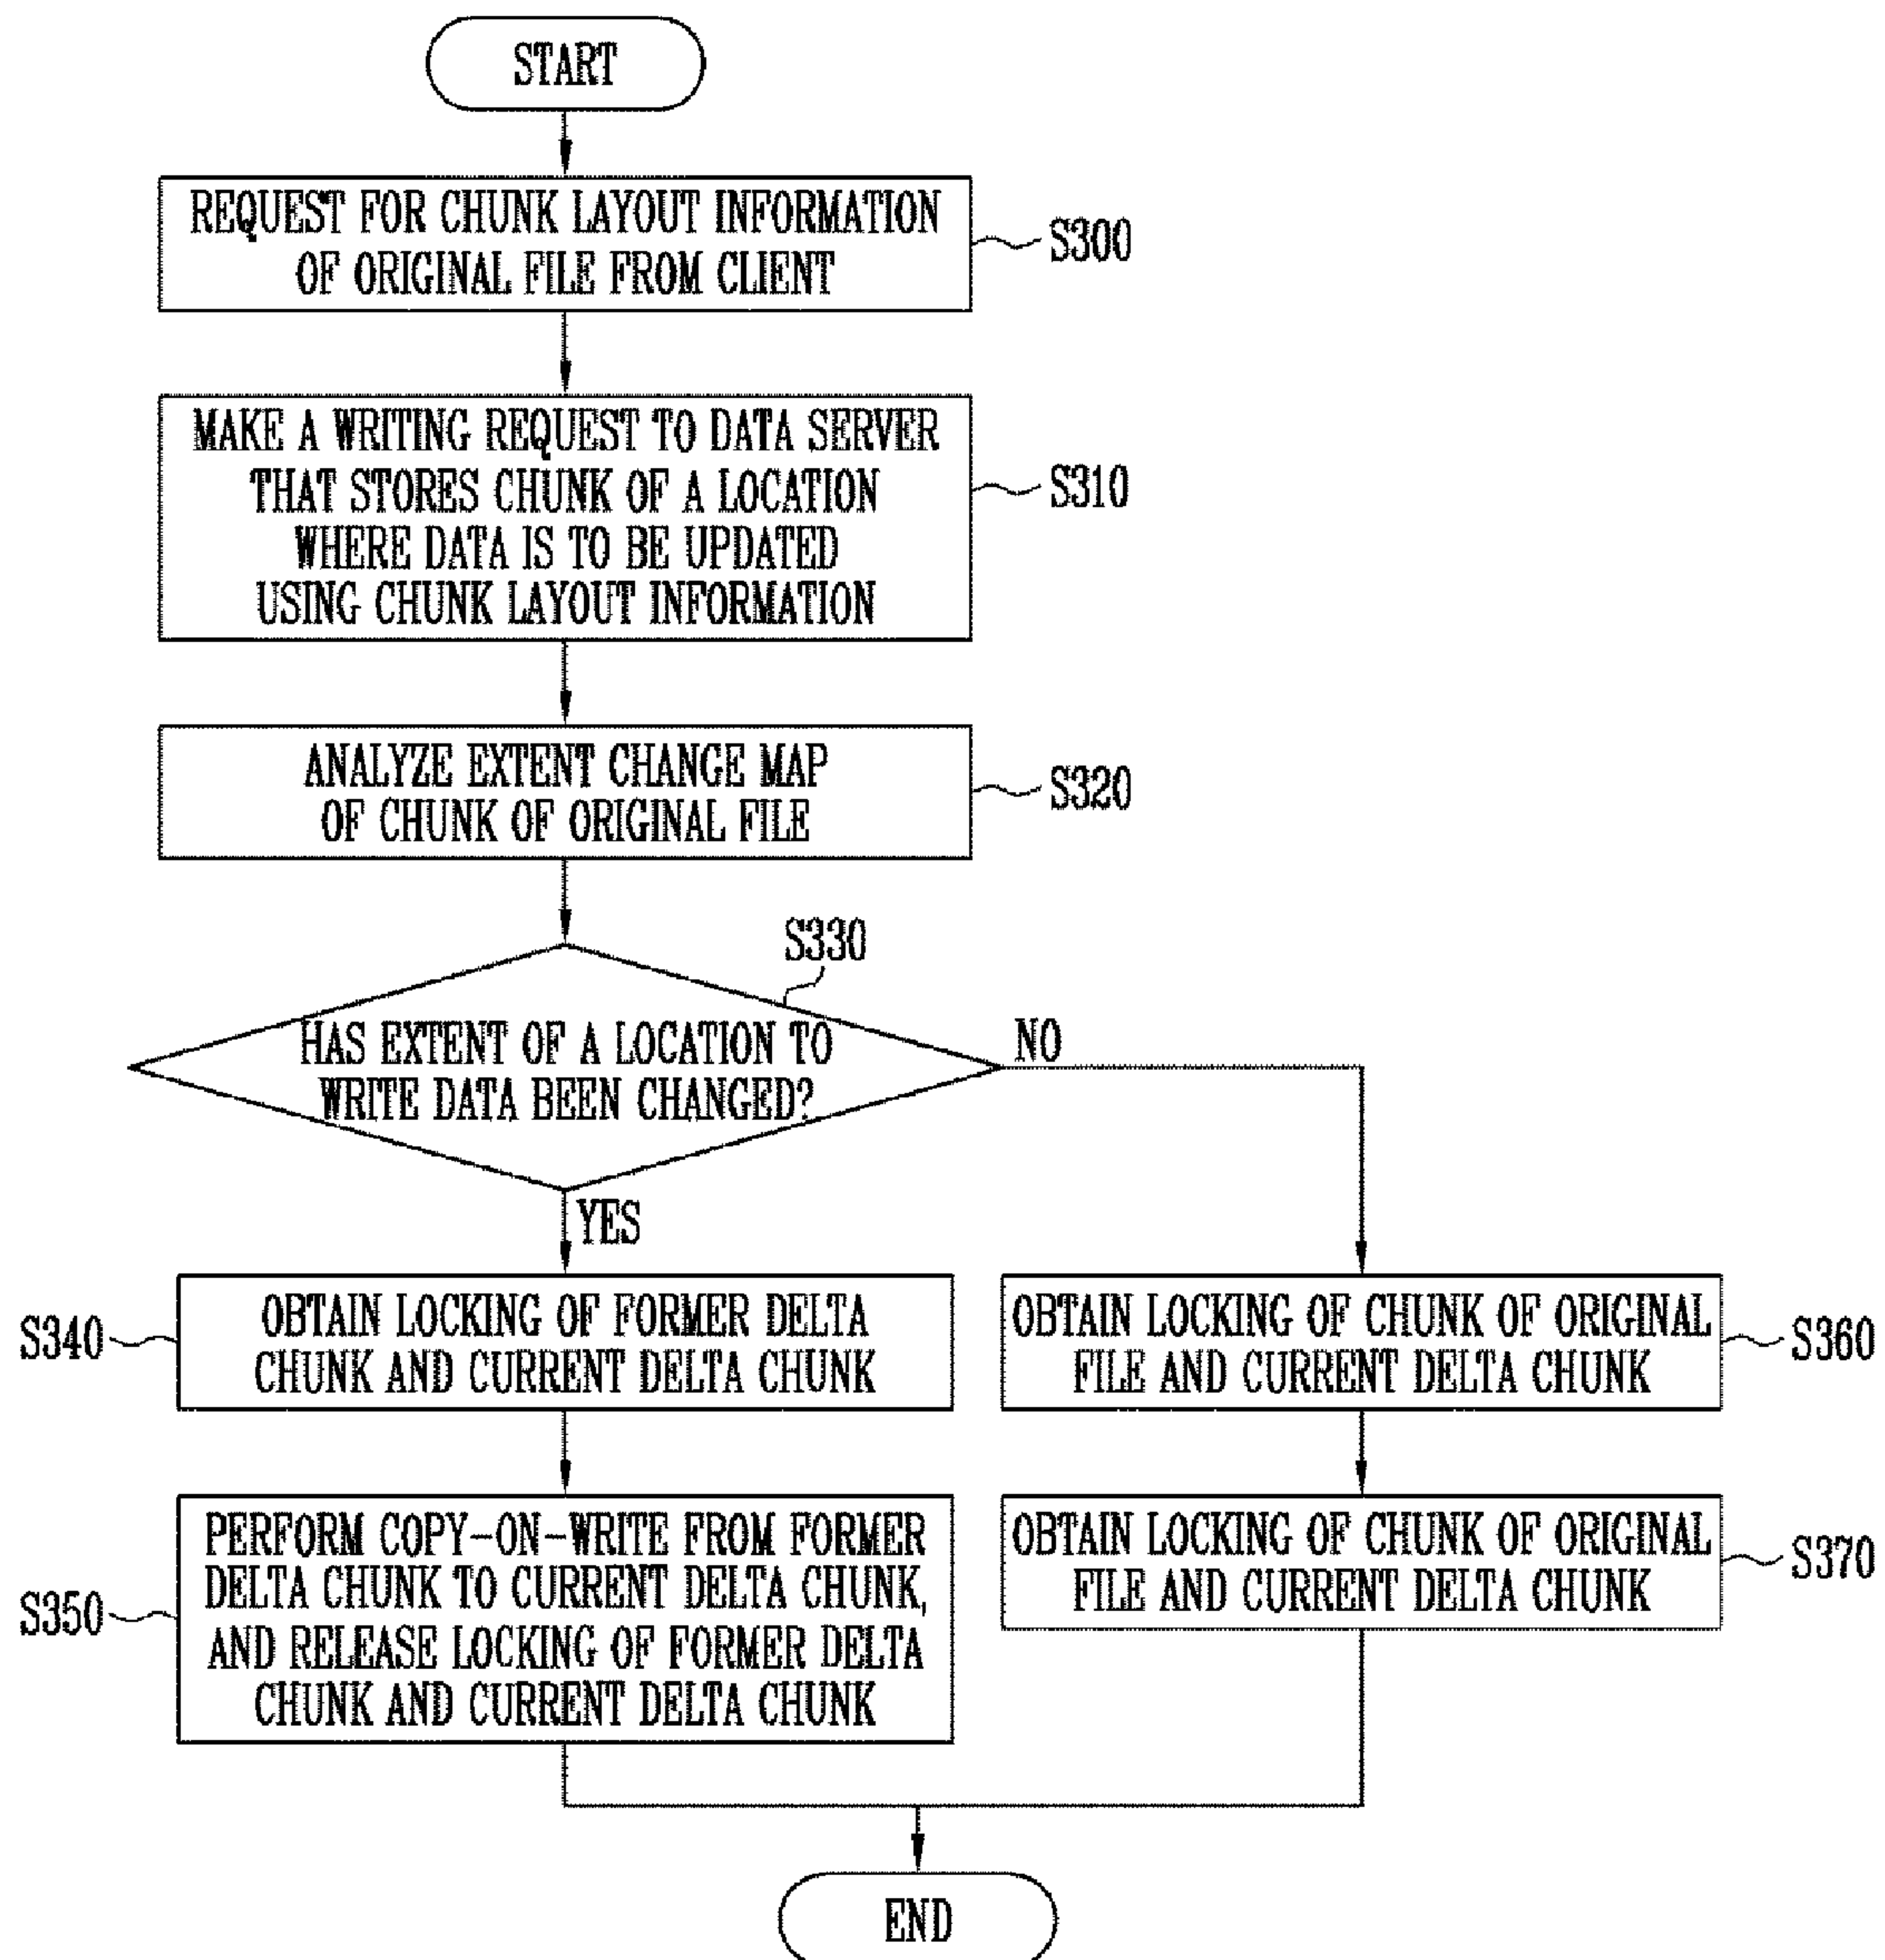 START
REQUEST FOR CHUNK LAYOUT INFORMATION
OF ORIGINAL FILE FROM CLIENT
S300
MAKE A WRITING REQUEST TO DATA SERVER
THAT STORES CHUNK OF A LOCATION
WHERE DATA IS TO BE UPDATED
USING CHUNK LAYOUT INFORMATION
S310
ANALYZE EXTENT CHANGE MAP
OF CHUNK OF ORIGINAL FILE
S320
S330
HAS EXTENT OF A LOCATION TO
WRITE DATA BEEN CHANGED?
NO
YES
S340
OBTAIN LOCKING OF FORMER DELTA
CHUNK AND CURRENT DELTA CHUNK
OBTAIN LOCKING OF CHUNK OF ORIGINAL
FILE AND CURRENT DELTA CHUNK
S360
S350
PERFORM COPY-ON-WRITE FROM FORMER
DELTA CHUNK TO CURRENT DELTA CHUNK,
AND RELEASE LOCKING OF FORMER DELTA
CHUNK AND CURRENT DELTA CHUNK
OBTAIN LOCKING OF CHUNK OF ORIGINAL
FILE AND CURRENT DELTA CHUNK
S370
END